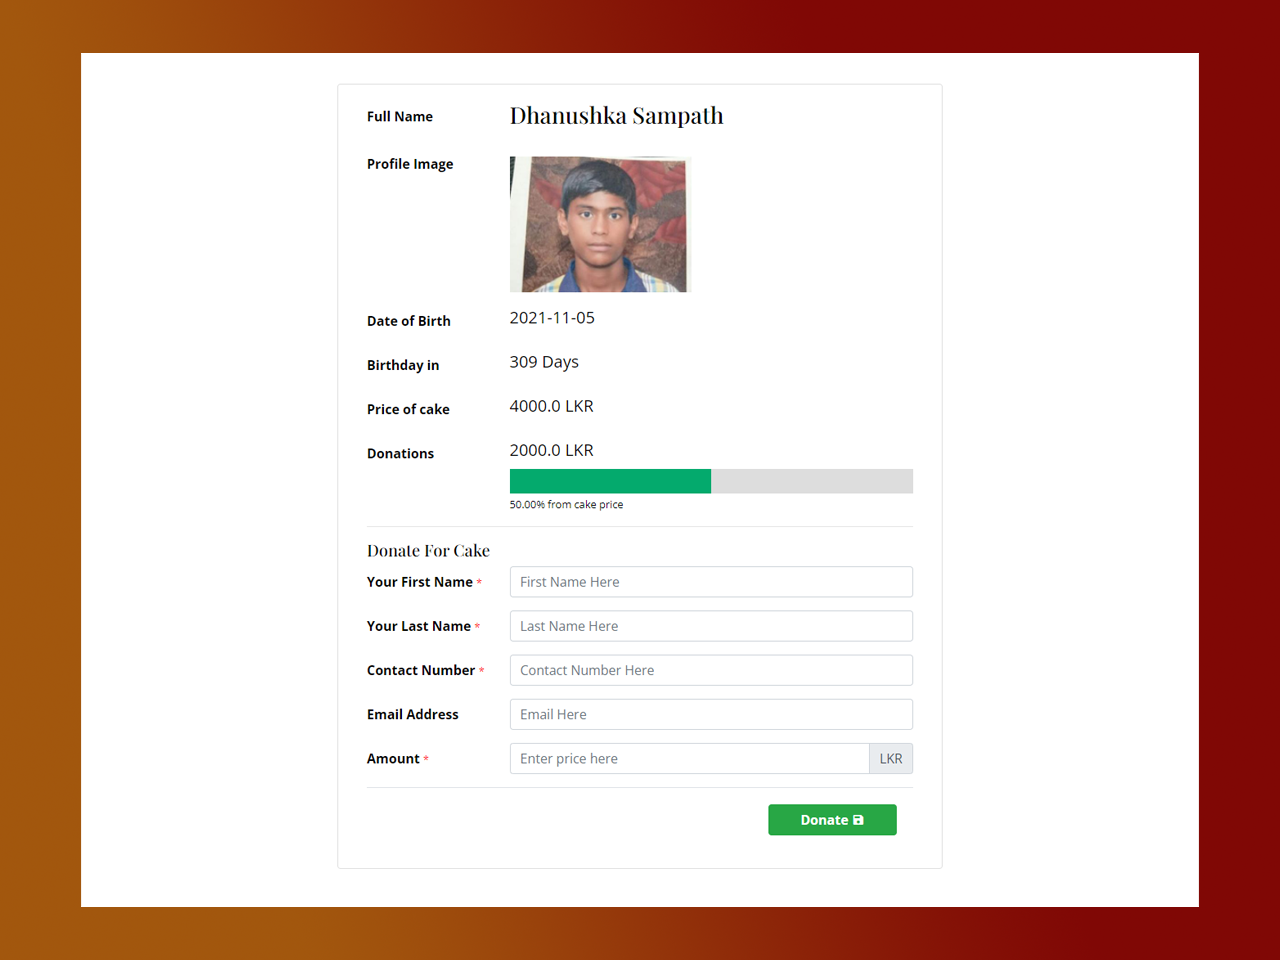 Full Name Dhanushka Sampath
Profile Image
Date of Birth 2021-11-05
Birthday in 309 Days
Price of cake 4000.0 LKR
Donations 2000.0 LKR
50.00% from cake price
Donate For Cake
Your First Name * First Name Here
Your Last Name * Last Name Here
Contact Number * Contact Number Here
Email Address Email Here
Amount * Enter price here LKR
Donate